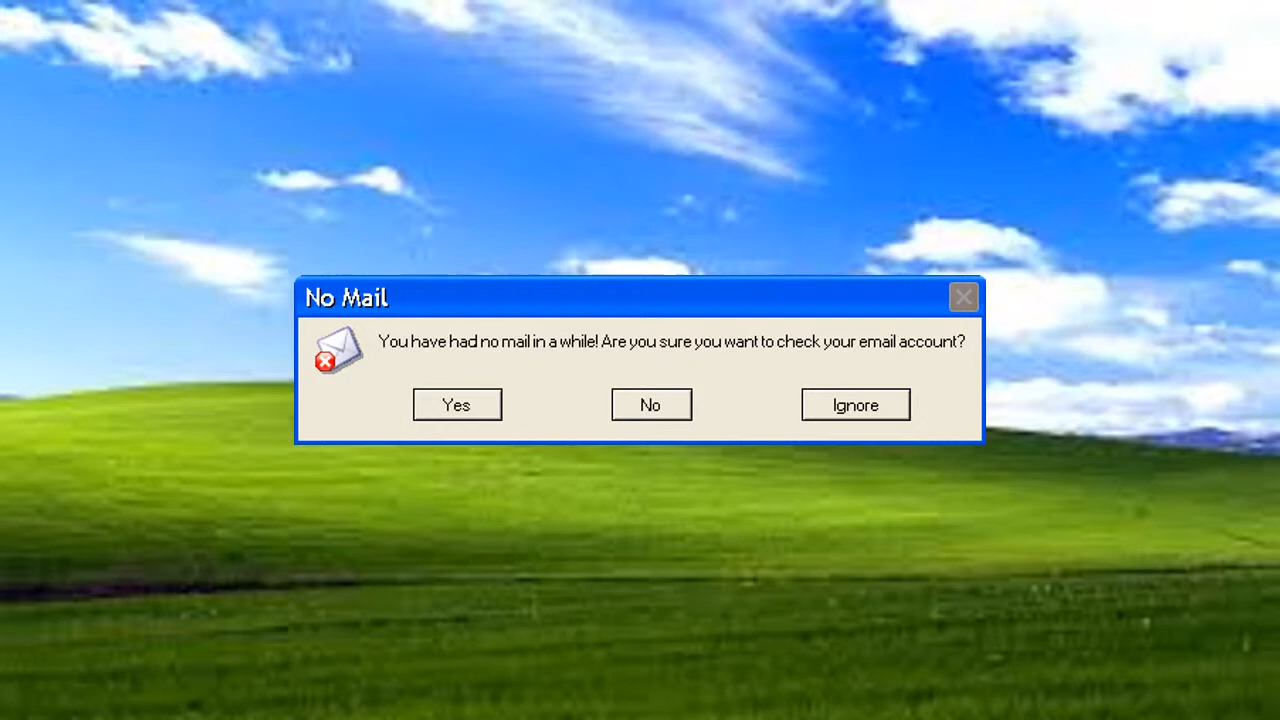 No Mail
You have had no mail in a while! Are you sure you want to check your email account?
Yes No Ignore